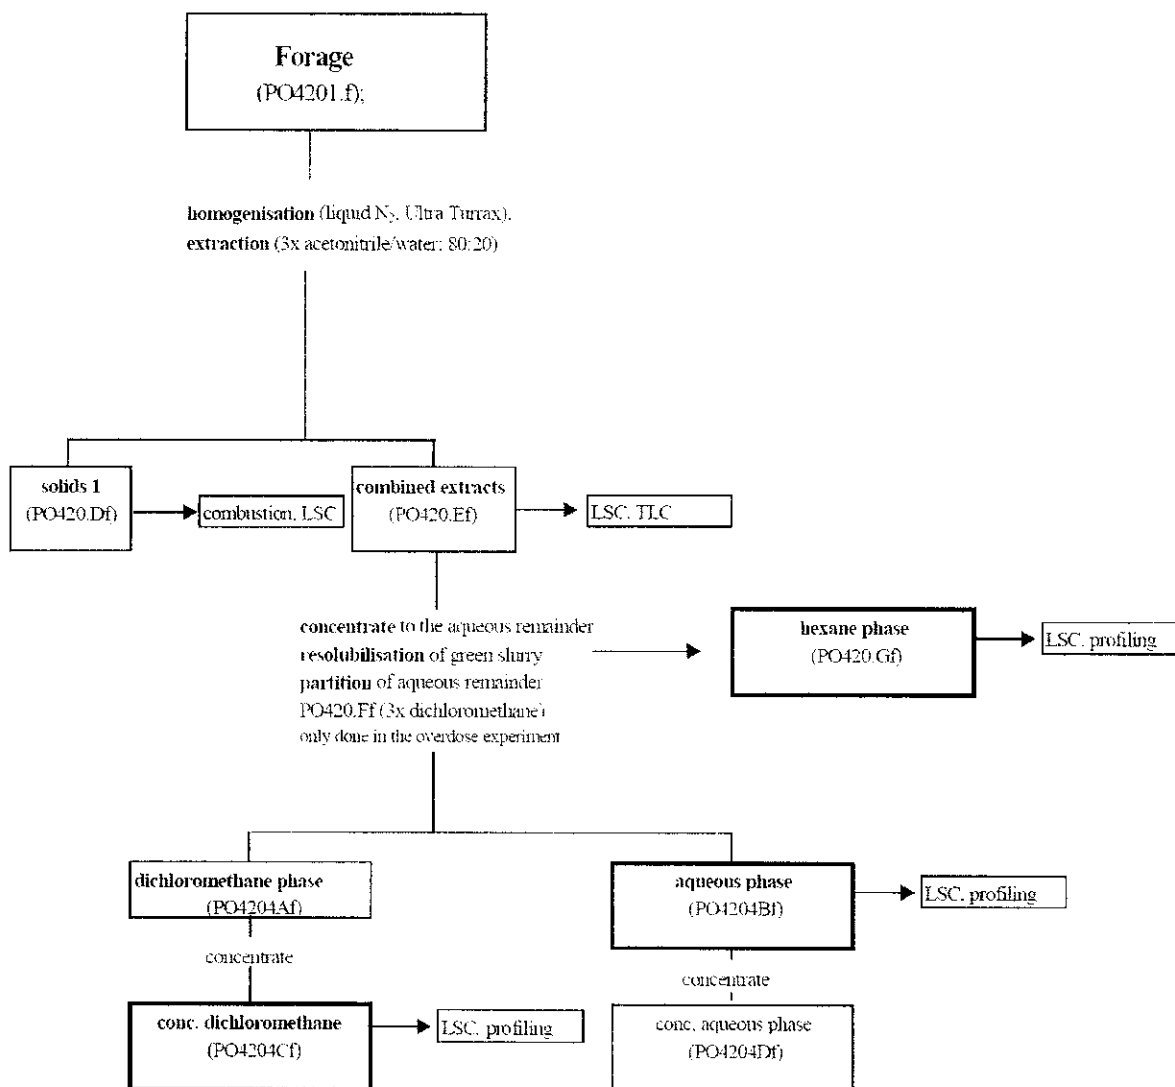 Forage
(PO4201.f);
homogenisation (liquid N2, Ultra Turrax),
extraction (3x acetonitrile/water; 80:20)
solids 1
(PO420.Df)
combustion, LSC
combined extracts
(PO420.Ef)
LSC, TLC
concentrate to the aqueous remainder
resolubilisation of green slurry
partition of aqueous remainder
PO420.Ff (3x dichloromethane)
only done in the overdose experiment
hexane phase
(PO420.Gf)
LSC, profiling
dichloromethane phase
(PO4204Af)
aqueous phase
(PO4204Bf)
LSC, profiling
concentrate
concentrate
conc. dichloromethane
(PO4204Cf)
LSC, profiling
conc. aqueous phase
(PO4204Df)